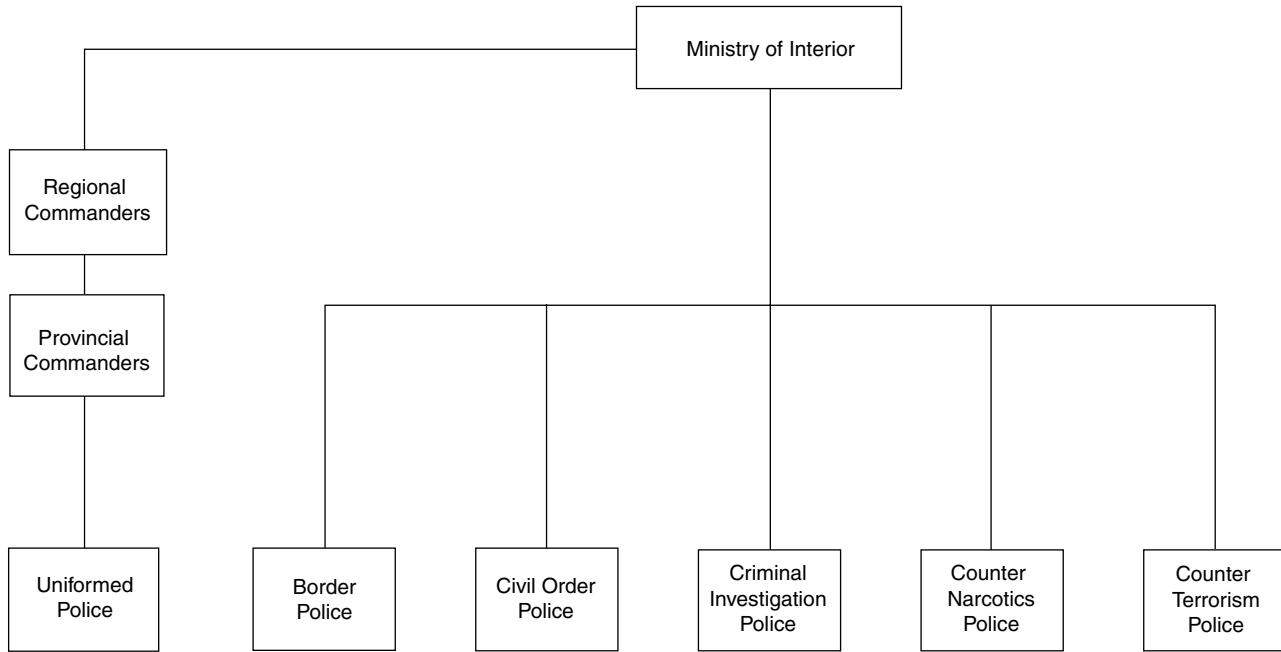 Ministry of Interior
Regional
Commanders
Provincial
Commanders
Uniformed
Police
Border
Police
Civil Order
Police
Criminal
Investigation
Police
Counter
Narcotics
Police
Counter
Terrorism
Police